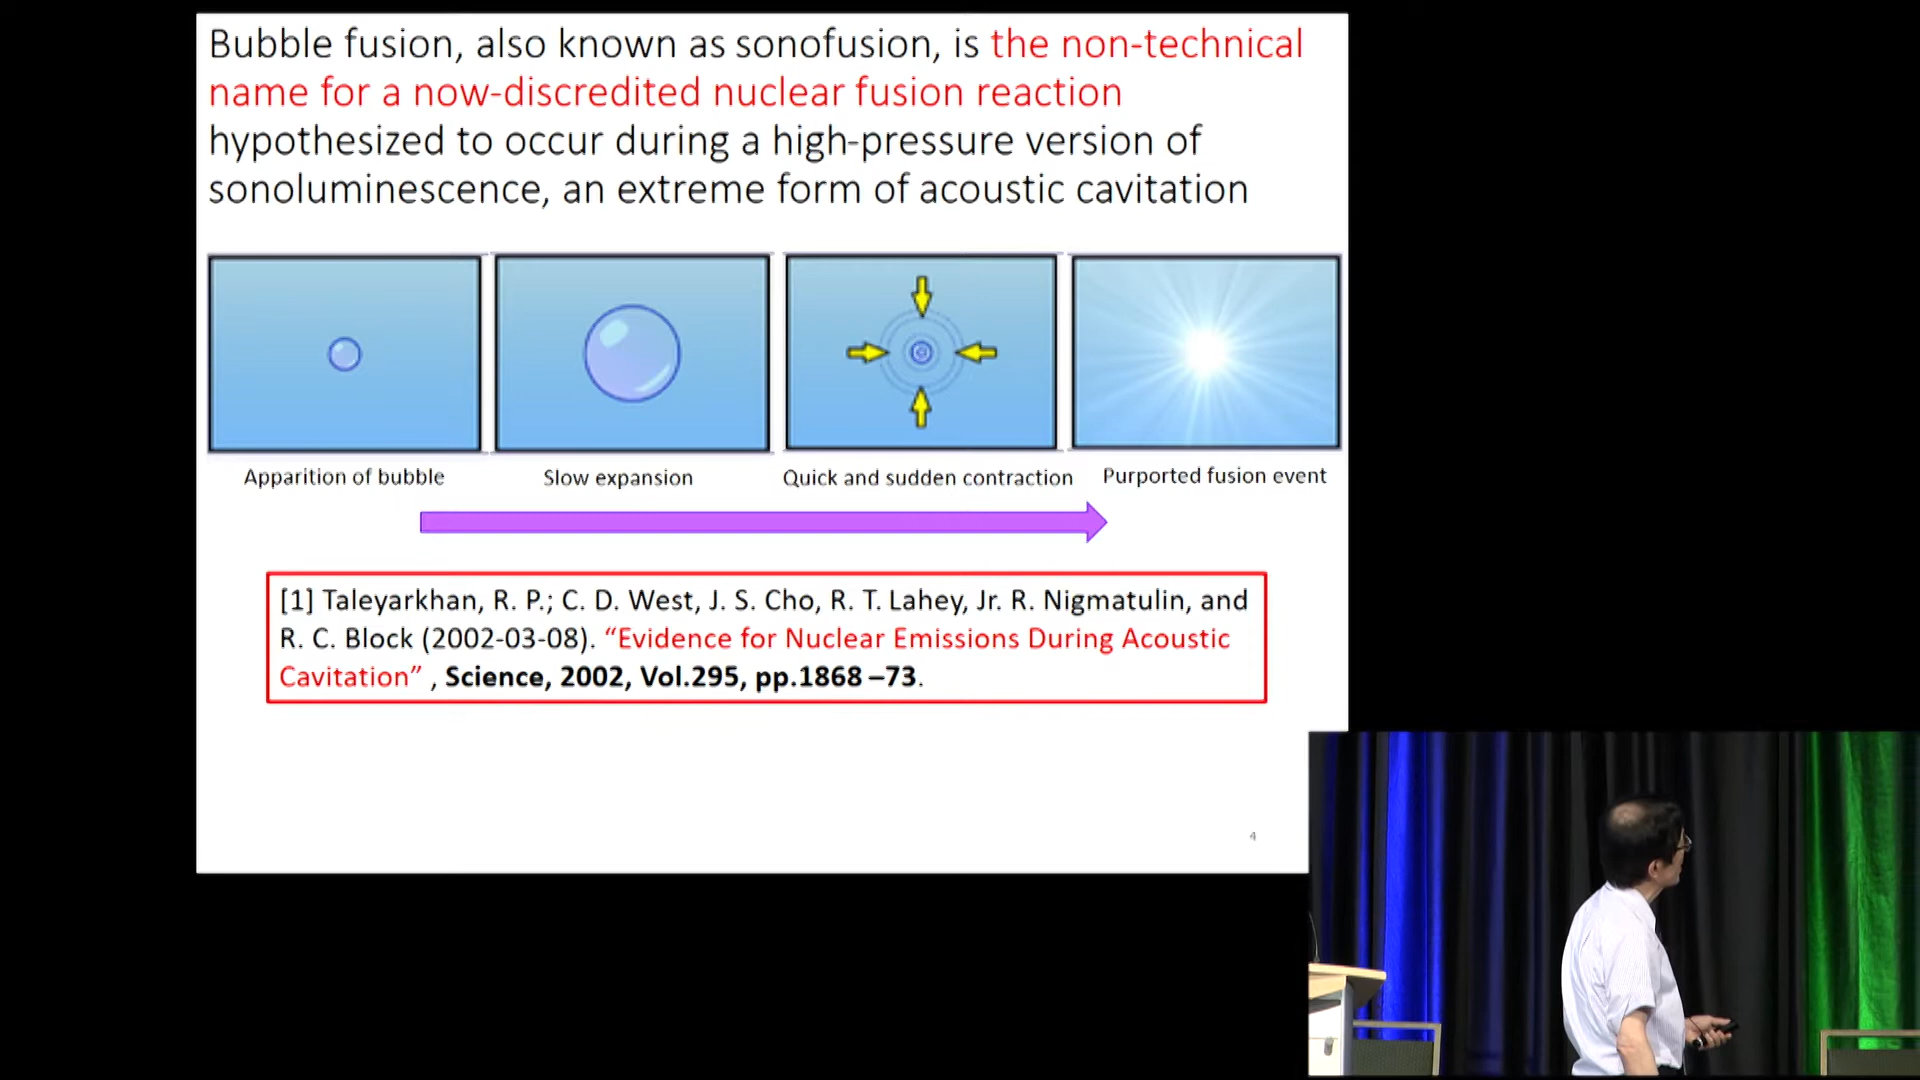 Bubble fusion, also known as sonofusion, is the non-technical
name for a now-discredited nuclear fusion reaction
hypothesized to occur during a high-pressure version of
sonoluminescence, an extreme form of acoustic cavitation
Apparition of bubble
Slow expansion
Quick and sudden contraction
Purported fusion event
[1] Taleyarkhan, R. P.; C. D. West, J. S. Cho, R. T. Lahey, Jr. R. Nigmatulin, and
R. C. Block (2002-03-08). “Evidence for Nuclear Emissions During Acoustic
Cavitation” , Science, 2002, Vol.295, pp.1868 –73.
4